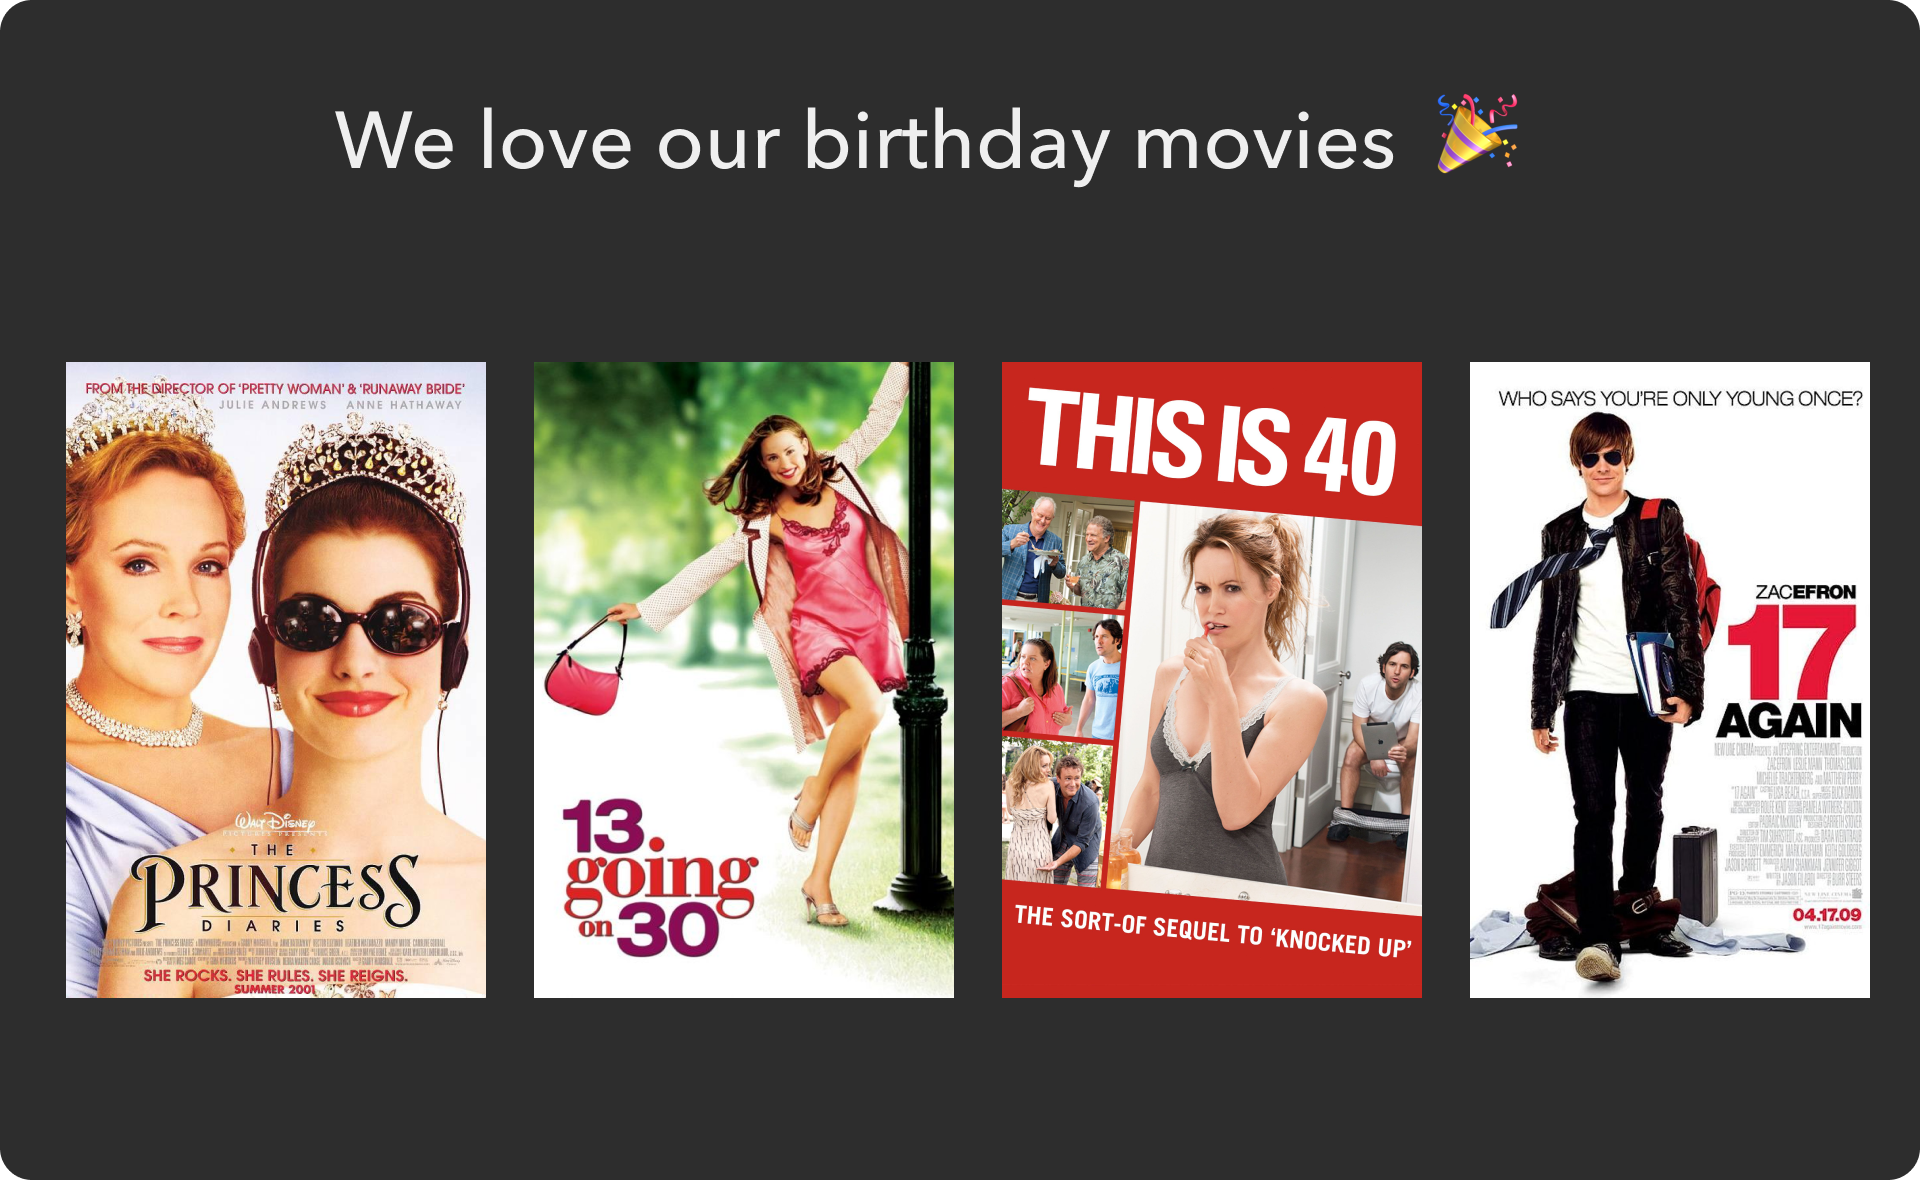 We love our birthday movies 🎉
FROM THE DIRECTOR OF 'PRETTY WOMAN' & 'RUNAWAY BRIDE'
JULIE ANDREWS ANNE HATHAWAY
WALT DISNEY
PICTURES PRESENTS
THE
PRINCESS
DIARIES
SHE ROCKS. SHE RULES. SHE REIGNS.
SUMMER 2001
13
going
on 30
THIS IS 40
THE SORT-OF SEQUEL TO ‘KNOCKED UP’
WHO SAYS YOU'RE ONLY YOUNG ONCE?
ZAC EFRON
17
AGAIN
04.17.09